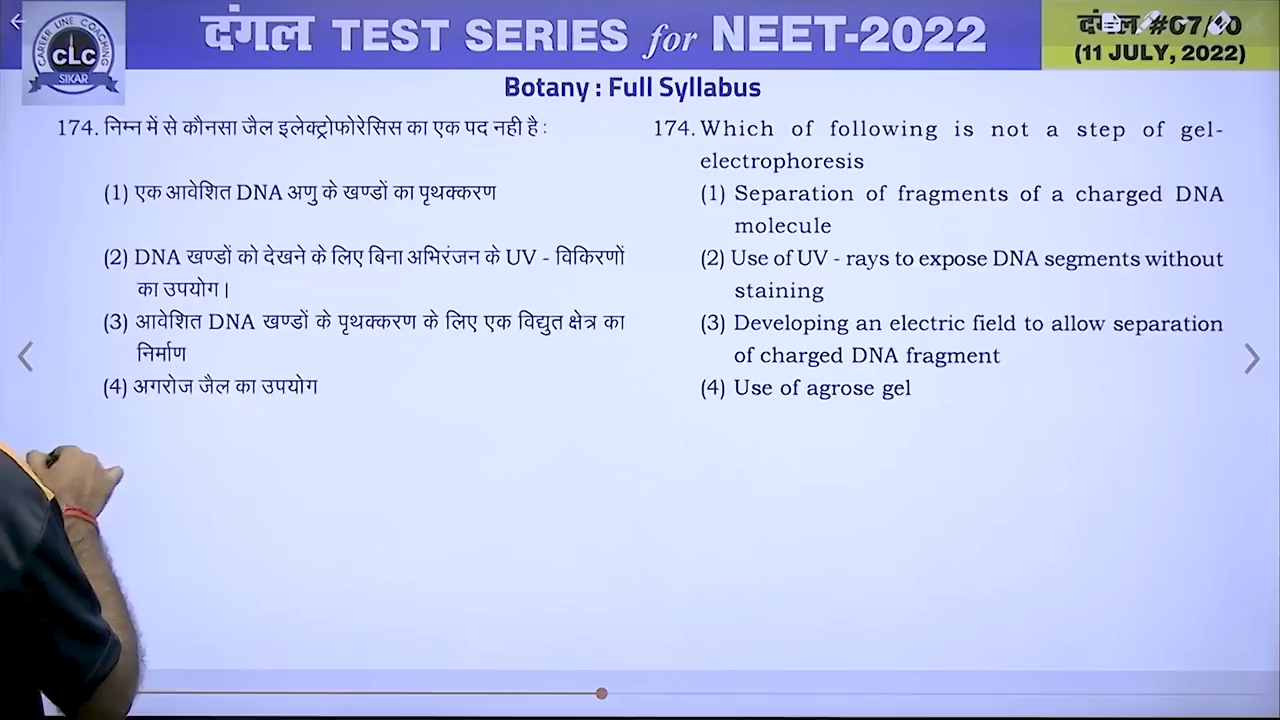 CAREER LINE COACHING
CLC
SIKAR
दंगल TEST SERIES for NEET-2022
(11 JULY, 2022)
Botany : Full Syllabus
174. निम्न में से कौनसा जैल इलेक्ट्रोफोरेसिस का एक पद नही है :
(1) एक आवेशित DNA अणु के खण्डों का पृथक्करण
(2) DNA खण्डों को देखने के लिए बिना अभिरंजन के UV - विकिरणों
का उपयोग।
(3) आवेशित DNA खण्डों के पृथक्करण के लिए एक विद्युत क्षेत्र का
निर्माण
(4) अगरोज जैल का उपयोग
174. Which of following is not a step of gel-
electrophoresis
(1) Separation of fragments of a charged DNA
molecule
(2) Use of UV - rays to expose DNA segments without
staining
(3) Developing an electric field to allow separation
of charged DNA fragment
(4) Use of agrose gel